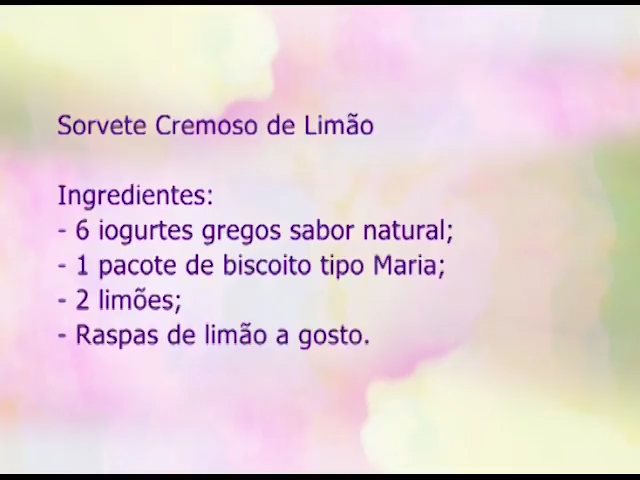 Sorvete Cremoso de Limão
Ingredientes:
- 6 iogurtes gregos sabor natural;
- 1 pacote de biscoito tipo Maria;
- 2 limões;
- Raspas de limão a gosto.